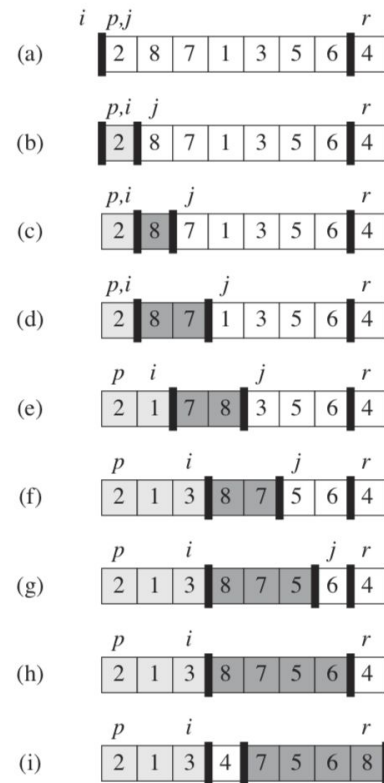 i p,j r
(a) 2 8 7 1 3 5 6 4
p,i j r
(b) 2 8 7 1 3 5 6 4
p,i j r
(c) 2 8 7 1 3 5 6 4
p,i j r
(d) 2 8 7 1 3 5 6 4
p i j r
(e) 2 1 7 8 3 5 6 4
p i j r
(f) 2 1 3 8 7 5 6 4
p i j r
(g) 2 1 3 8 7 5 6 4
p i r
(h) 2 1 3 8 7 5 6 4
p i r
(i) 2 1 3 4 7 5 6 8